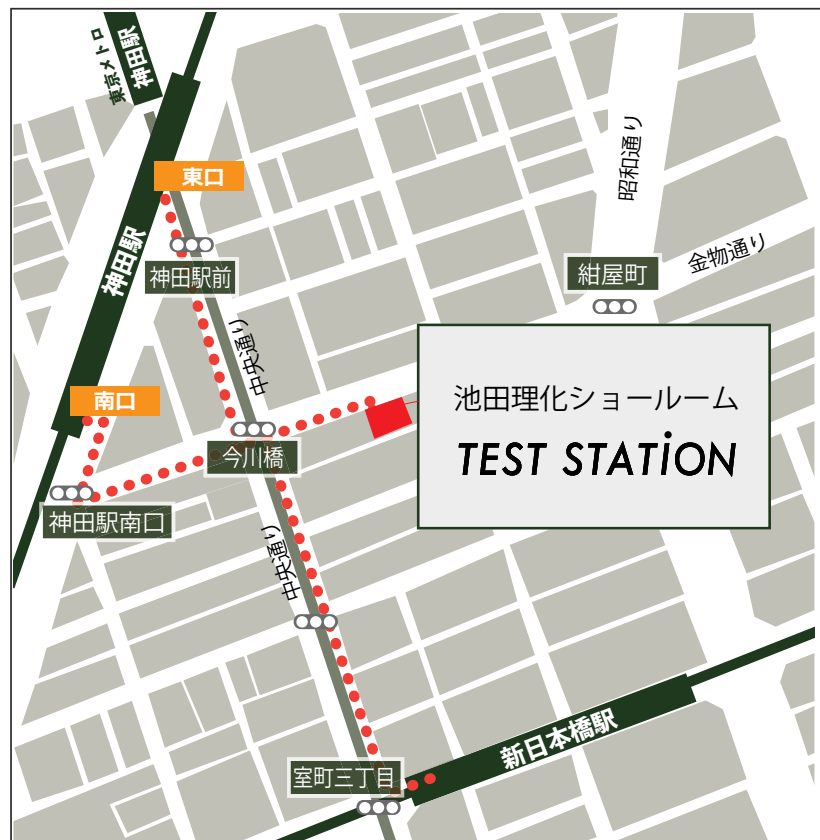 東京メトロ
神田駅
東口
昭和通り
神田駅
神田駅前
金物通り
紺屋町
中央通り
南口
池田理化ショールーム
TEST STATiON
今川橋
神田駅南口
中央通り
新日本橋駅
室町三丁目